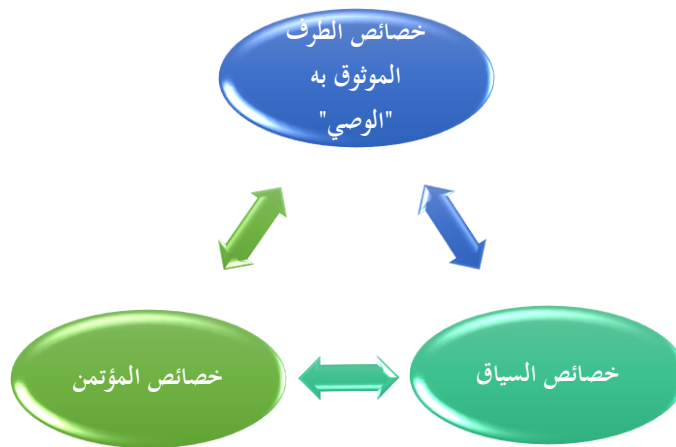 خصائص الطرف
الموثوق به
"الوصي"
خصائص المؤتمن
خصائص السياق